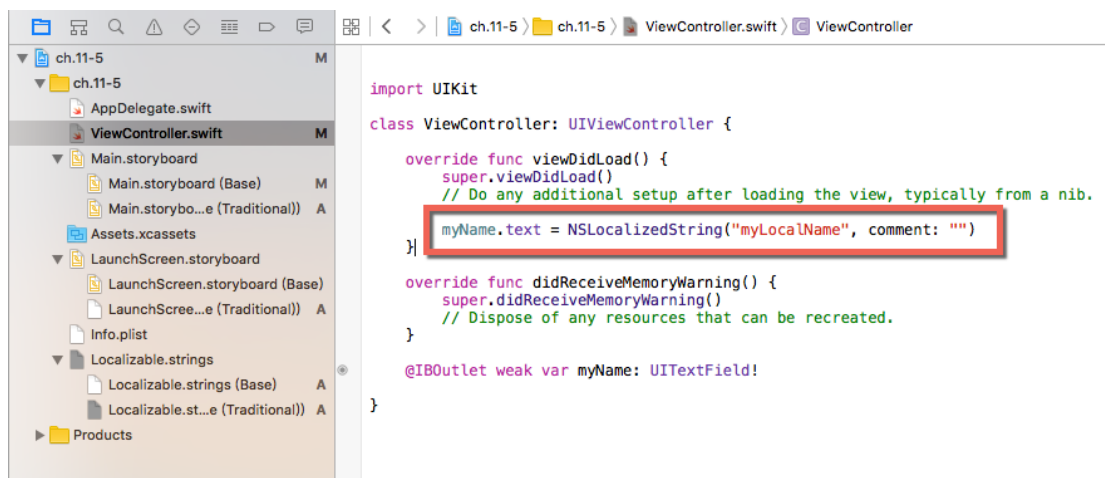 ch.11-5 ch.11-5 ViewController.swift ViewController
ch.11-5 M
ch.11-5
AppDelegate.swift
ViewController.swift M
Main.storyboard
Main.storyboard (Base) M
Main.storybo...e (Traditional)) A
Assets.xcassets
LaunchScreen.storyboard
LaunchScreen.storyboard (Base)
LaunchScree...e (Traditional)) A
Info.plist
Localizable.strings
Localizable.strings (Base) A
Localizable.st...e (Traditional)) A
Products
import UIKit
class ViewController: UIViewController {
override func viewDidLoad() {
super.viewDidLoad()
// Do any additional setup after loading the view, typically from a nib.
myName.text = NSLocalizedString("myLocalName", comment: "")
}
override func didReceiveMemoryWarning() {
super.didReceiveMemoryWarning()
// Dispose of any resources that can be recreated.
}
@IBOutlet weak var myName: UITextField!
}